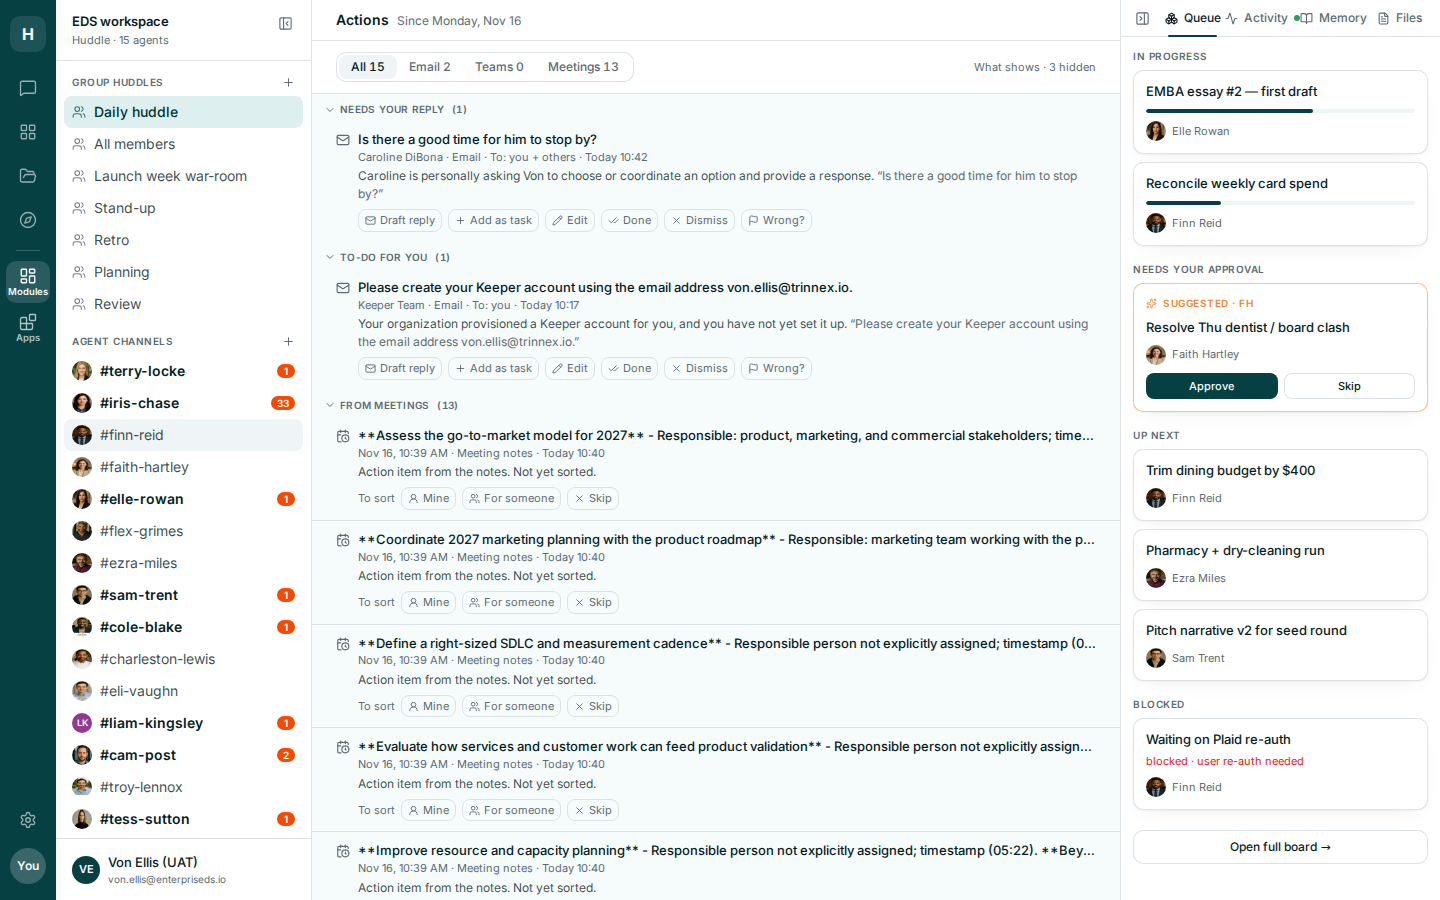 H
Modules
Apps
You
EDS workspace
Huddle · 15 agents
GROUP HUDDLES
Daily huddle
All members
Launch week war-room
Stand-up
Retro
Planning
Review
AGENT CHANNELS
#terry-locke 1
#iris-chase 33
#finn-reid
#faith-hartley
#elle-rowan 1
#flex-grimes
#ezra-miles
#sam-trent 1
#cole-blake 1
#charleston-lewis
#eli-vaughn
LK #liam-kingsley 1
#cam-post 2
#troy-lennox
#tess-sutton 1
VE Von Ellis (UAT)
von.ellis@enterpriseds.io
Actions Since Monday, Nov 16
All 15 Email 2 Teams 0 Meetings 13
What shows · 3 hidden
NEEDS YOUR REPLY (1)
Is there a good time for him to stop by?
Caroline DiBona · Email · To: you + others · Today 10:42
Caroline is personally asking Von to choose or coordinate an option and provide a response. “Is there a good time for him to stop
by?”
Draft reply Add as task Edit Done Dismiss Wrong?
TO-DO FOR YOU (1)
Please create your Keeper account using the email address von.ellis@trinnex.io.
Keeper Team · Email · To: you · Today 10:17
Your organization provisioned a Keeper account for you, and you have not yet set it up. “Please create your Keeper account using
the email address von.ellis@trinnex.io.”
Draft reply Add as task Edit Done Dismiss Wrong?
FROM MEETINGS (13)
**Assess the go-to-market model for 2027** - Responsible: product, marketing, and commercial stakeholders; time...
Nov 16, 10:39 AM · Meeting notes · Today 10:40
Action item from the notes. Not yet sorted.
To sort Mine For someone Skip
**Coordinate 2027 marketing planning with the product roadmap** - Responsible: marketing team working with the p...
Nov 16, 10:39 AM · Meeting notes · Today 10:40
Action item from the notes. Not yet sorted.
To sort Mine For someone Skip
**Define a right-sized SDLC and measurement cadence** - Responsible person not explicitly assigned; timestamp (0...
Nov 16, 10:39 AM · Meeting notes · Today 10:40
Action item from the notes. Not yet sorted.
To sort Mine For someone Skip
**Evaluate how services and customer work can feed product validation** - Responsible person not explicitly assign...
Nov 16, 10:39 AM · Meeting notes · Today 10:40
Action item from the notes. Not yet sorted.
To sort Mine For someone Skip
**Improve resource and capacity planning** - Responsible person not explicitly assigned; timestamp (05:22). **Bey...
Nov 16, 10:39 AM · Meeting notes · Today 10:40
Action item from the notes. Not yet sorted.
Queue Activity Memory Files
IN PROGRESS
EMBA essay #2 — first draft
Elle Rowan
Reconcile weekly card spend
Finn Reid
NEEDS YOUR APPROVAL
SUGGESTED · FH
Resolve Thu dentist / board clash
Faith Hartley
Approve Skip
UP NEXT
Trim dining budget by $400
Finn Reid
Pharmacy + dry-cleaning run
Ezra Miles
Pitch narrative v2 for seed round
Sam Trent
BLOCKED
Waiting on Plaid re-auth
blocked · user re-auth needed
Finn Reid
Open full board →